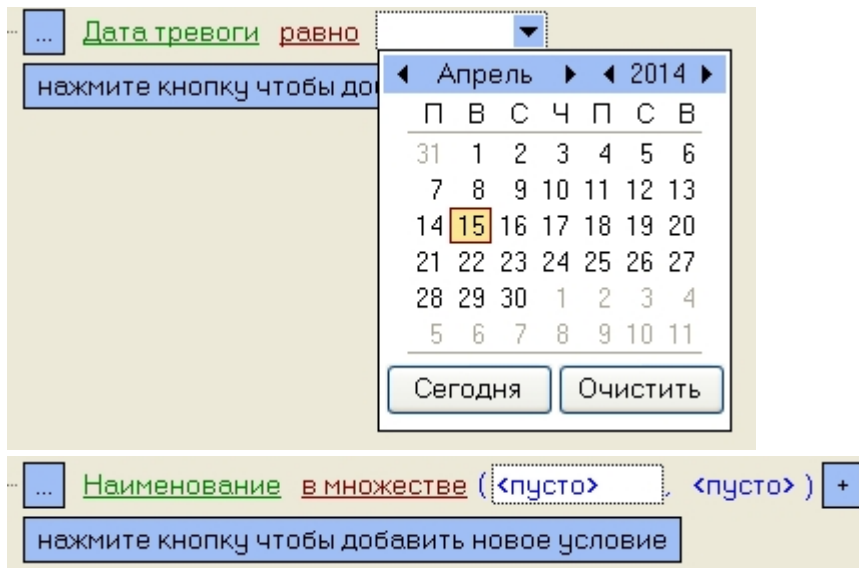 ... Дата тревоги равно
нажмите кнопку чтобы до
Апрель 2014
П В С Ч П С В
31 1 2 3 4 5 6
7 8 9 10 11 12 13
14 15 16 17 18 19 20
21 22 23 24 25 26 27
28 29 30 1 2 3 4
5 6 7 8 9 10 11
Сегодня Очистить
... Наименование в множестве ( <пусто> , <пусто> ) +
нажмите кнопку чтобы добавить новое условие